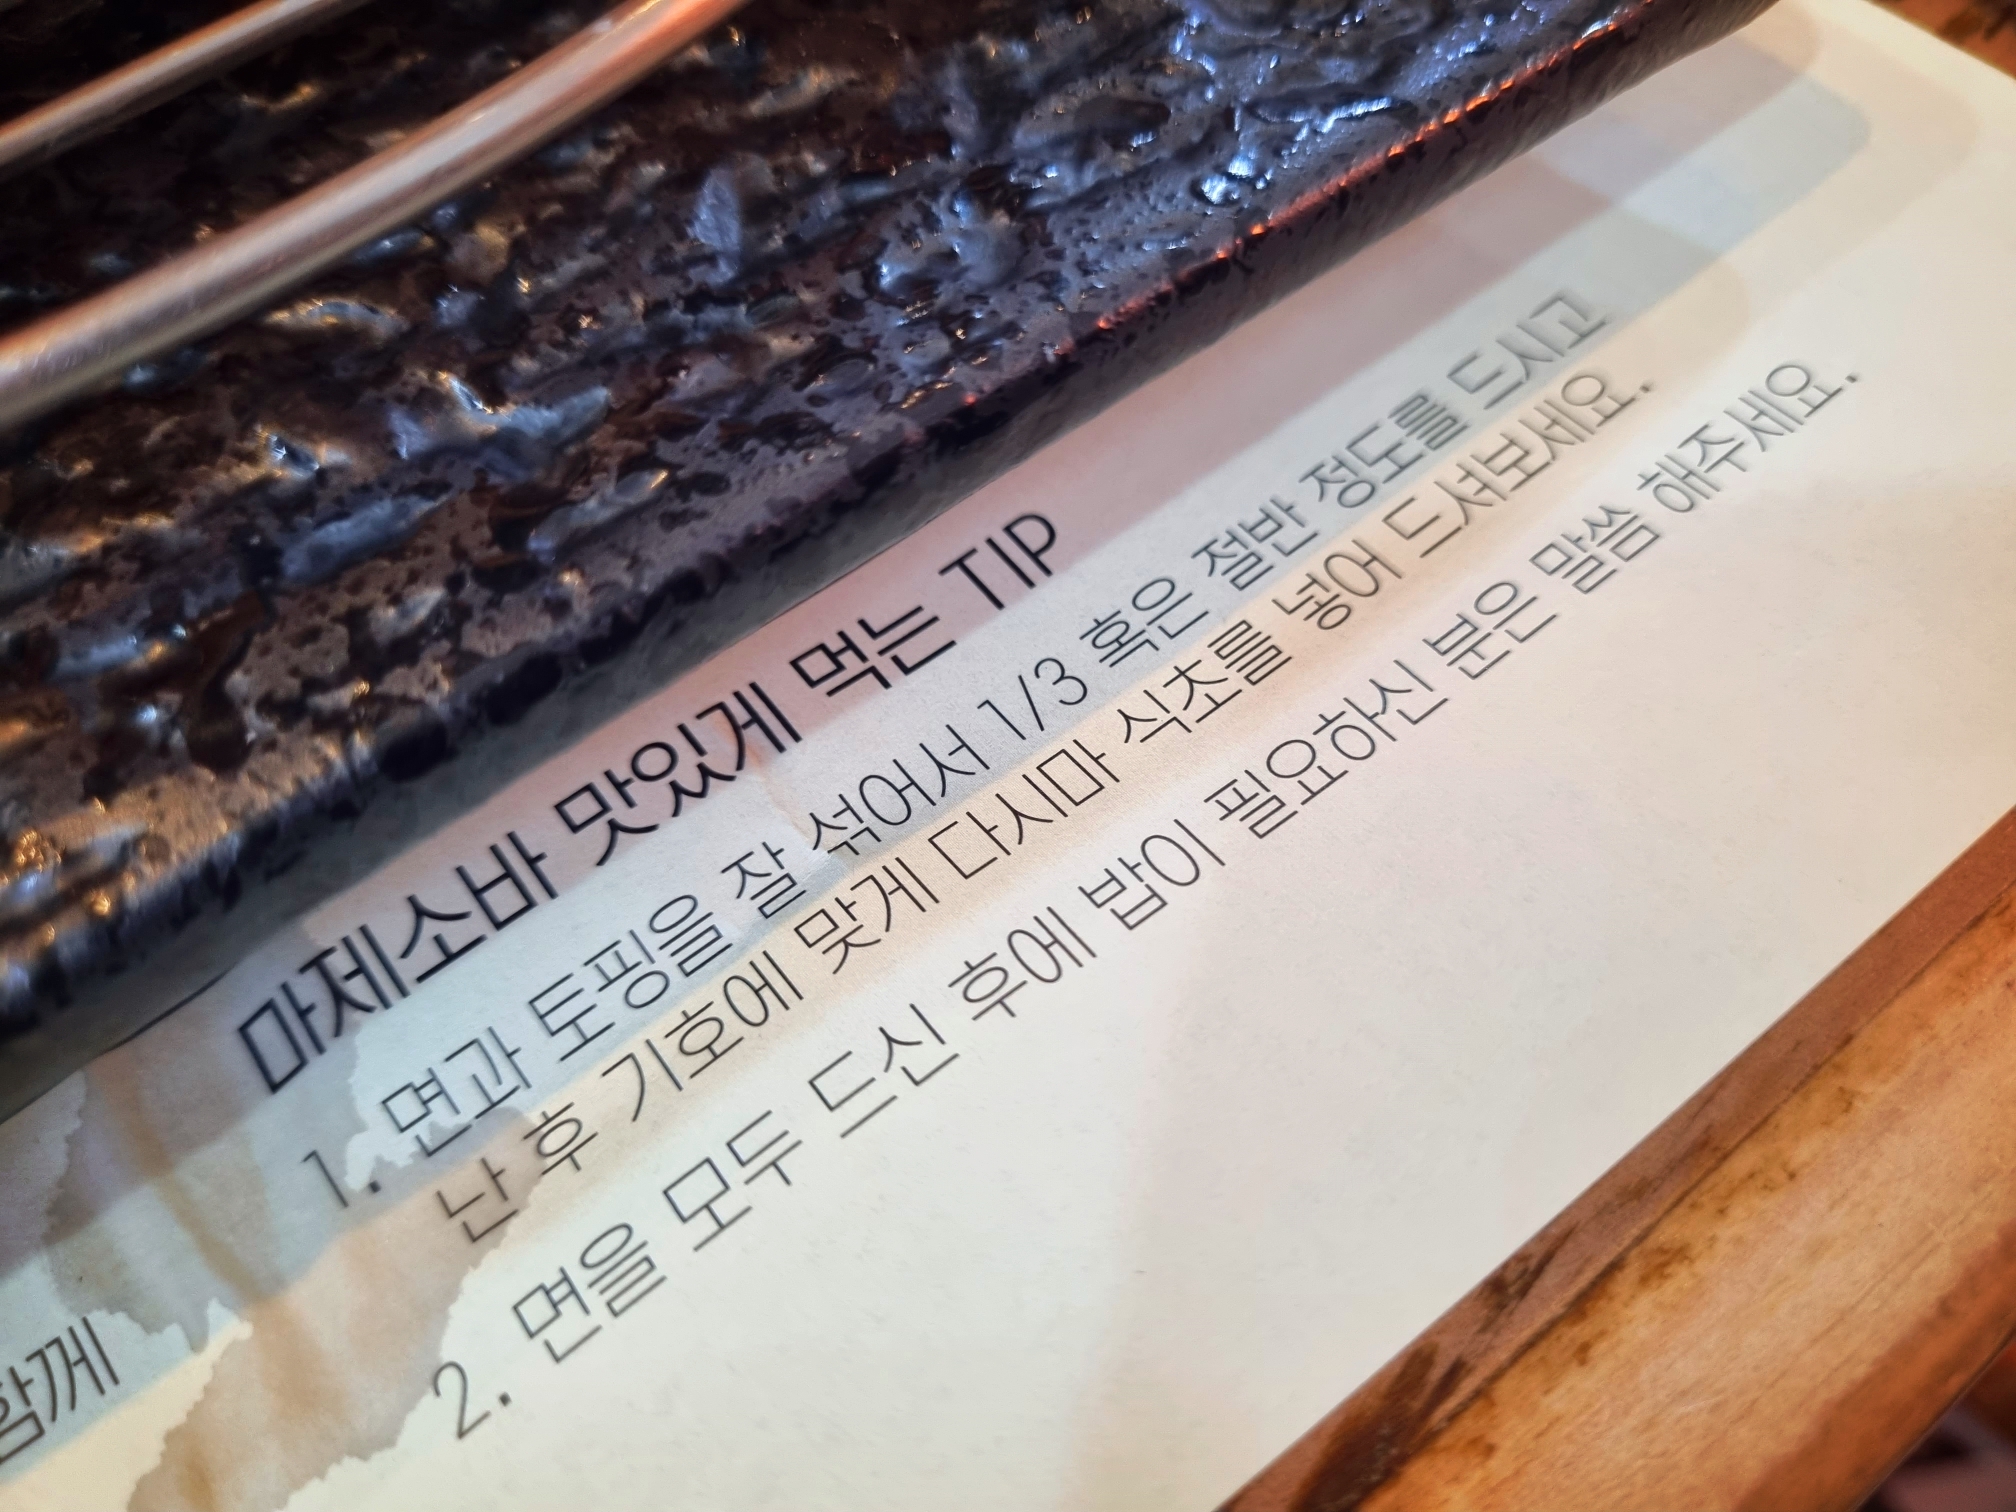 마제소바 맛있게 먹는 TIP
1. 면과 토핑을 잘 섞어서 1/3 혹은 절반 정도를 드시고
난 후 기호에 맞게 다시마 식초를 넣어 드셔보세요.
2. 면을 모두 드신 후에 밥이 필요하신 분은 말씀 해주세요.
함께